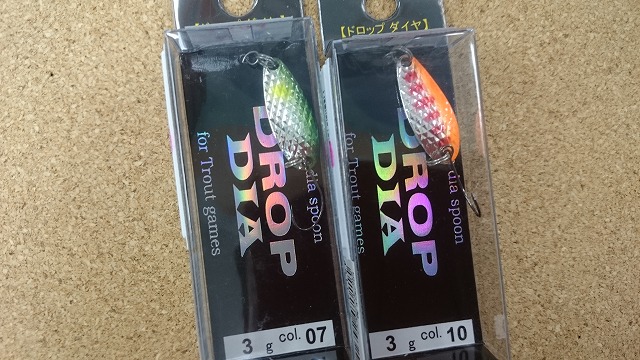 DROP
DIA
for Trout games
dia spoon
3 g col. 07
【ドロップ ダイヤ】
DROP
DIA
for Trout games
dia spoon
3 g col. 10